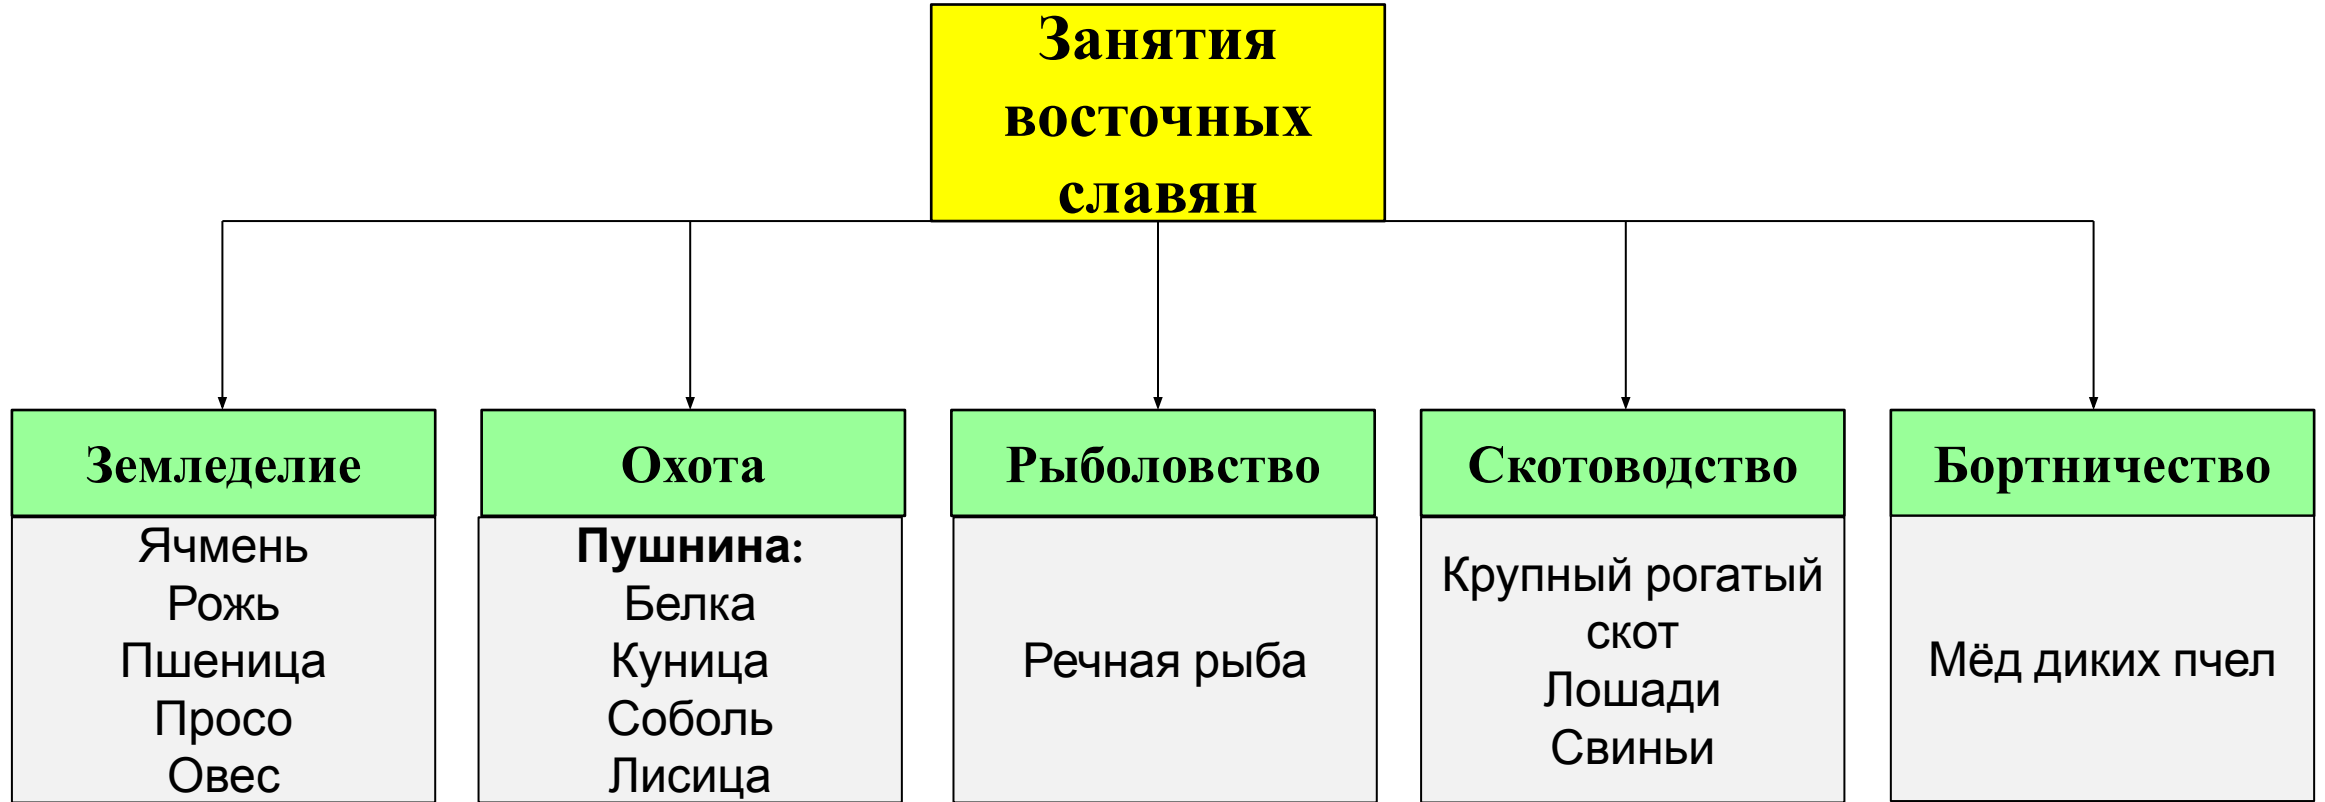 Занятия
восточных
славян
Земледелие
Ячмень
Рожь
Пшеница
Просо
Овес
Охота
Пушнина:
Белка
Куница
Соболь
Лисица
Рыболовство
Речная рыба
Скотоводство
Крупный рогатый
скот
Лошади
Свиньи
Бортничество
Мёд диких пчел